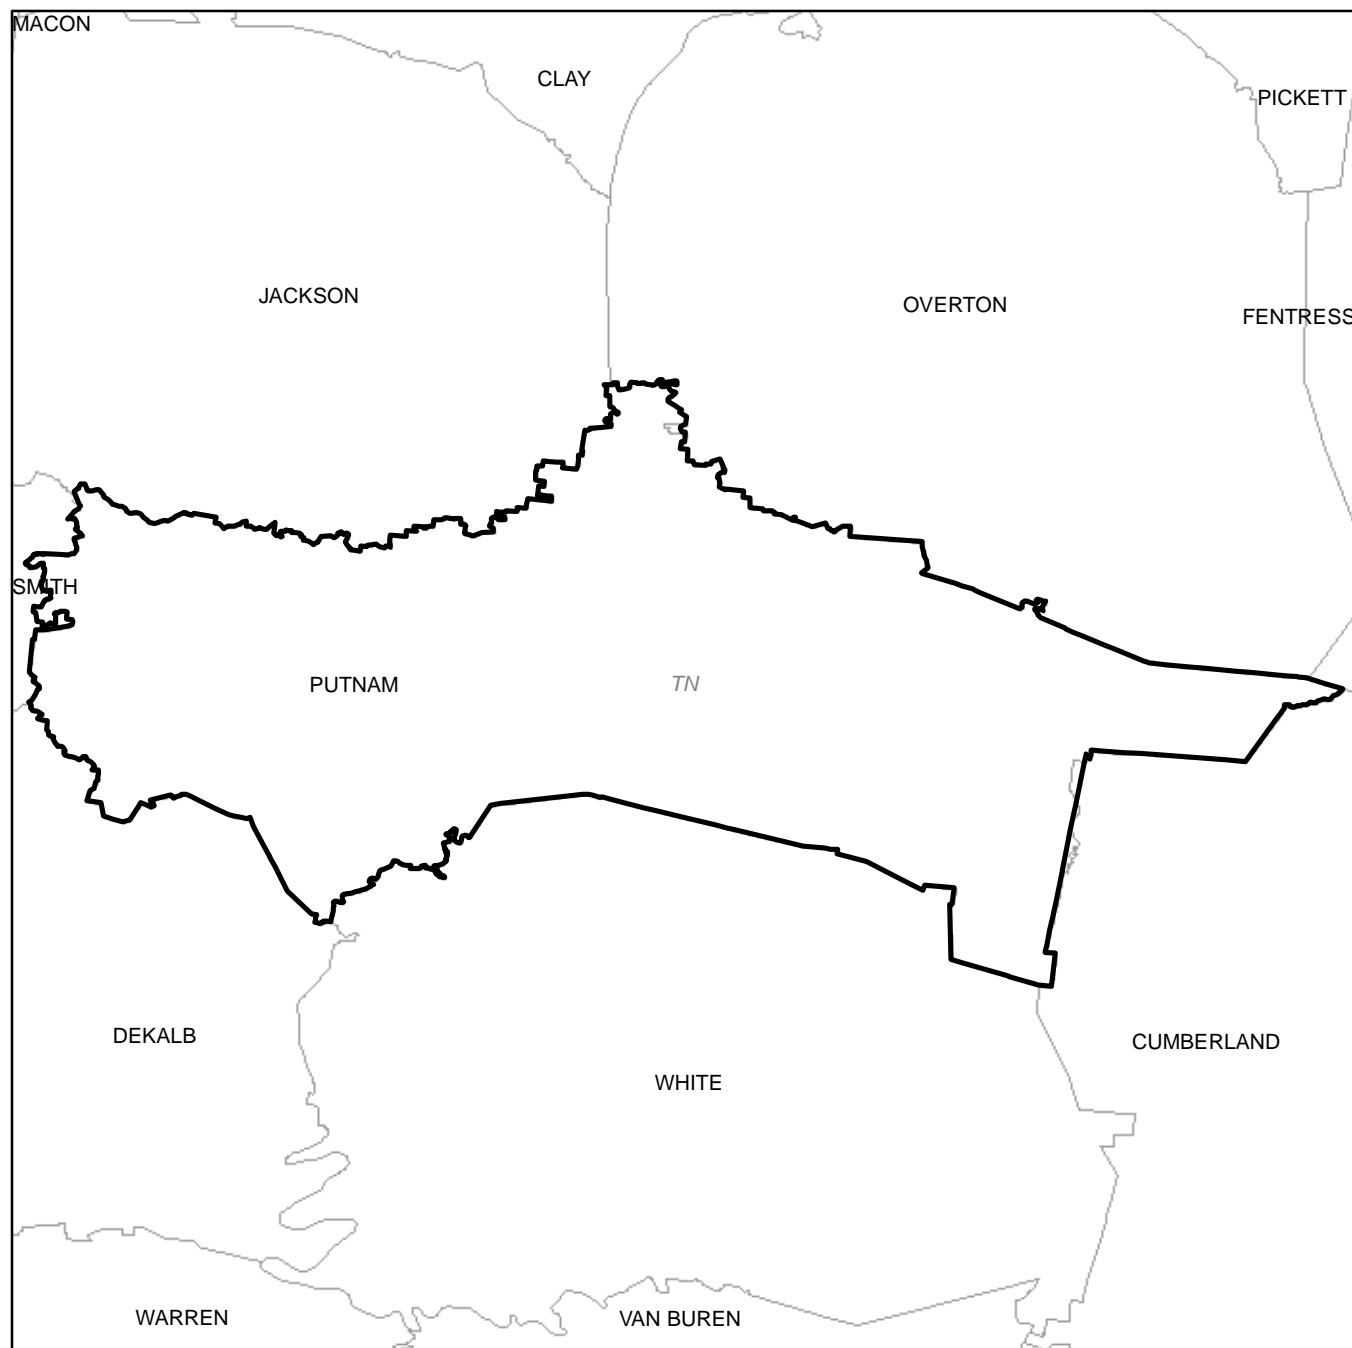 MACON
CLAY
PICKETT
JACKSON
OVERTON
FENTRESS
SMITH
PUTNAM
TN
DEKALB
CUMBERLAND
WHITE
WARREN
VAN BUREN